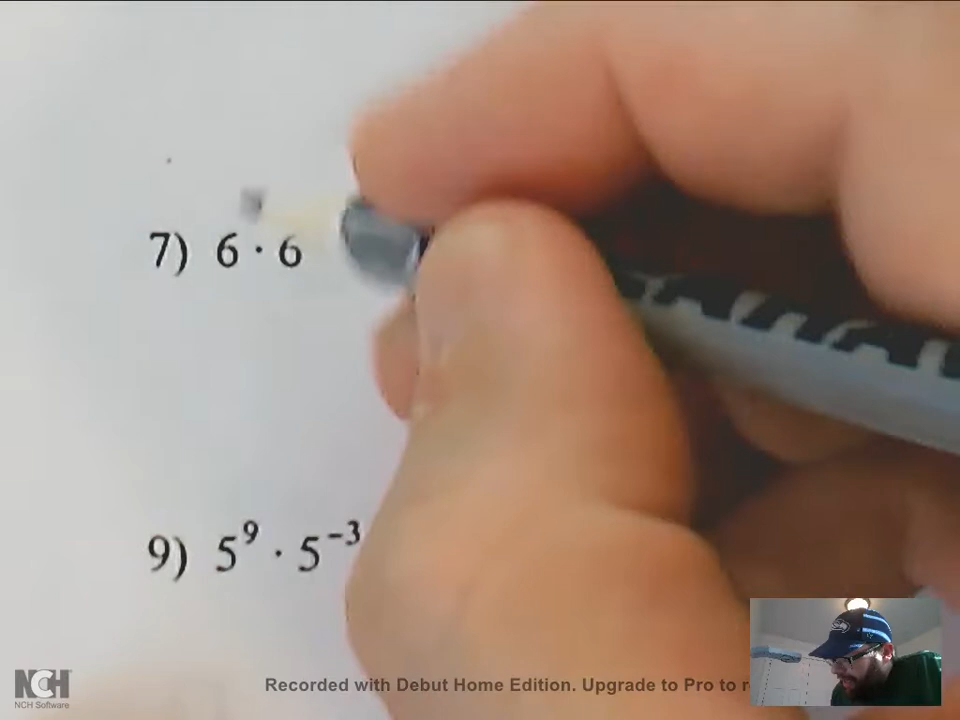 7) 6 · 6
9) 5⁹ · 5⁻³
NCH
NCH Software
Recorded with Debut Home Edition. Upgrade to Pro to